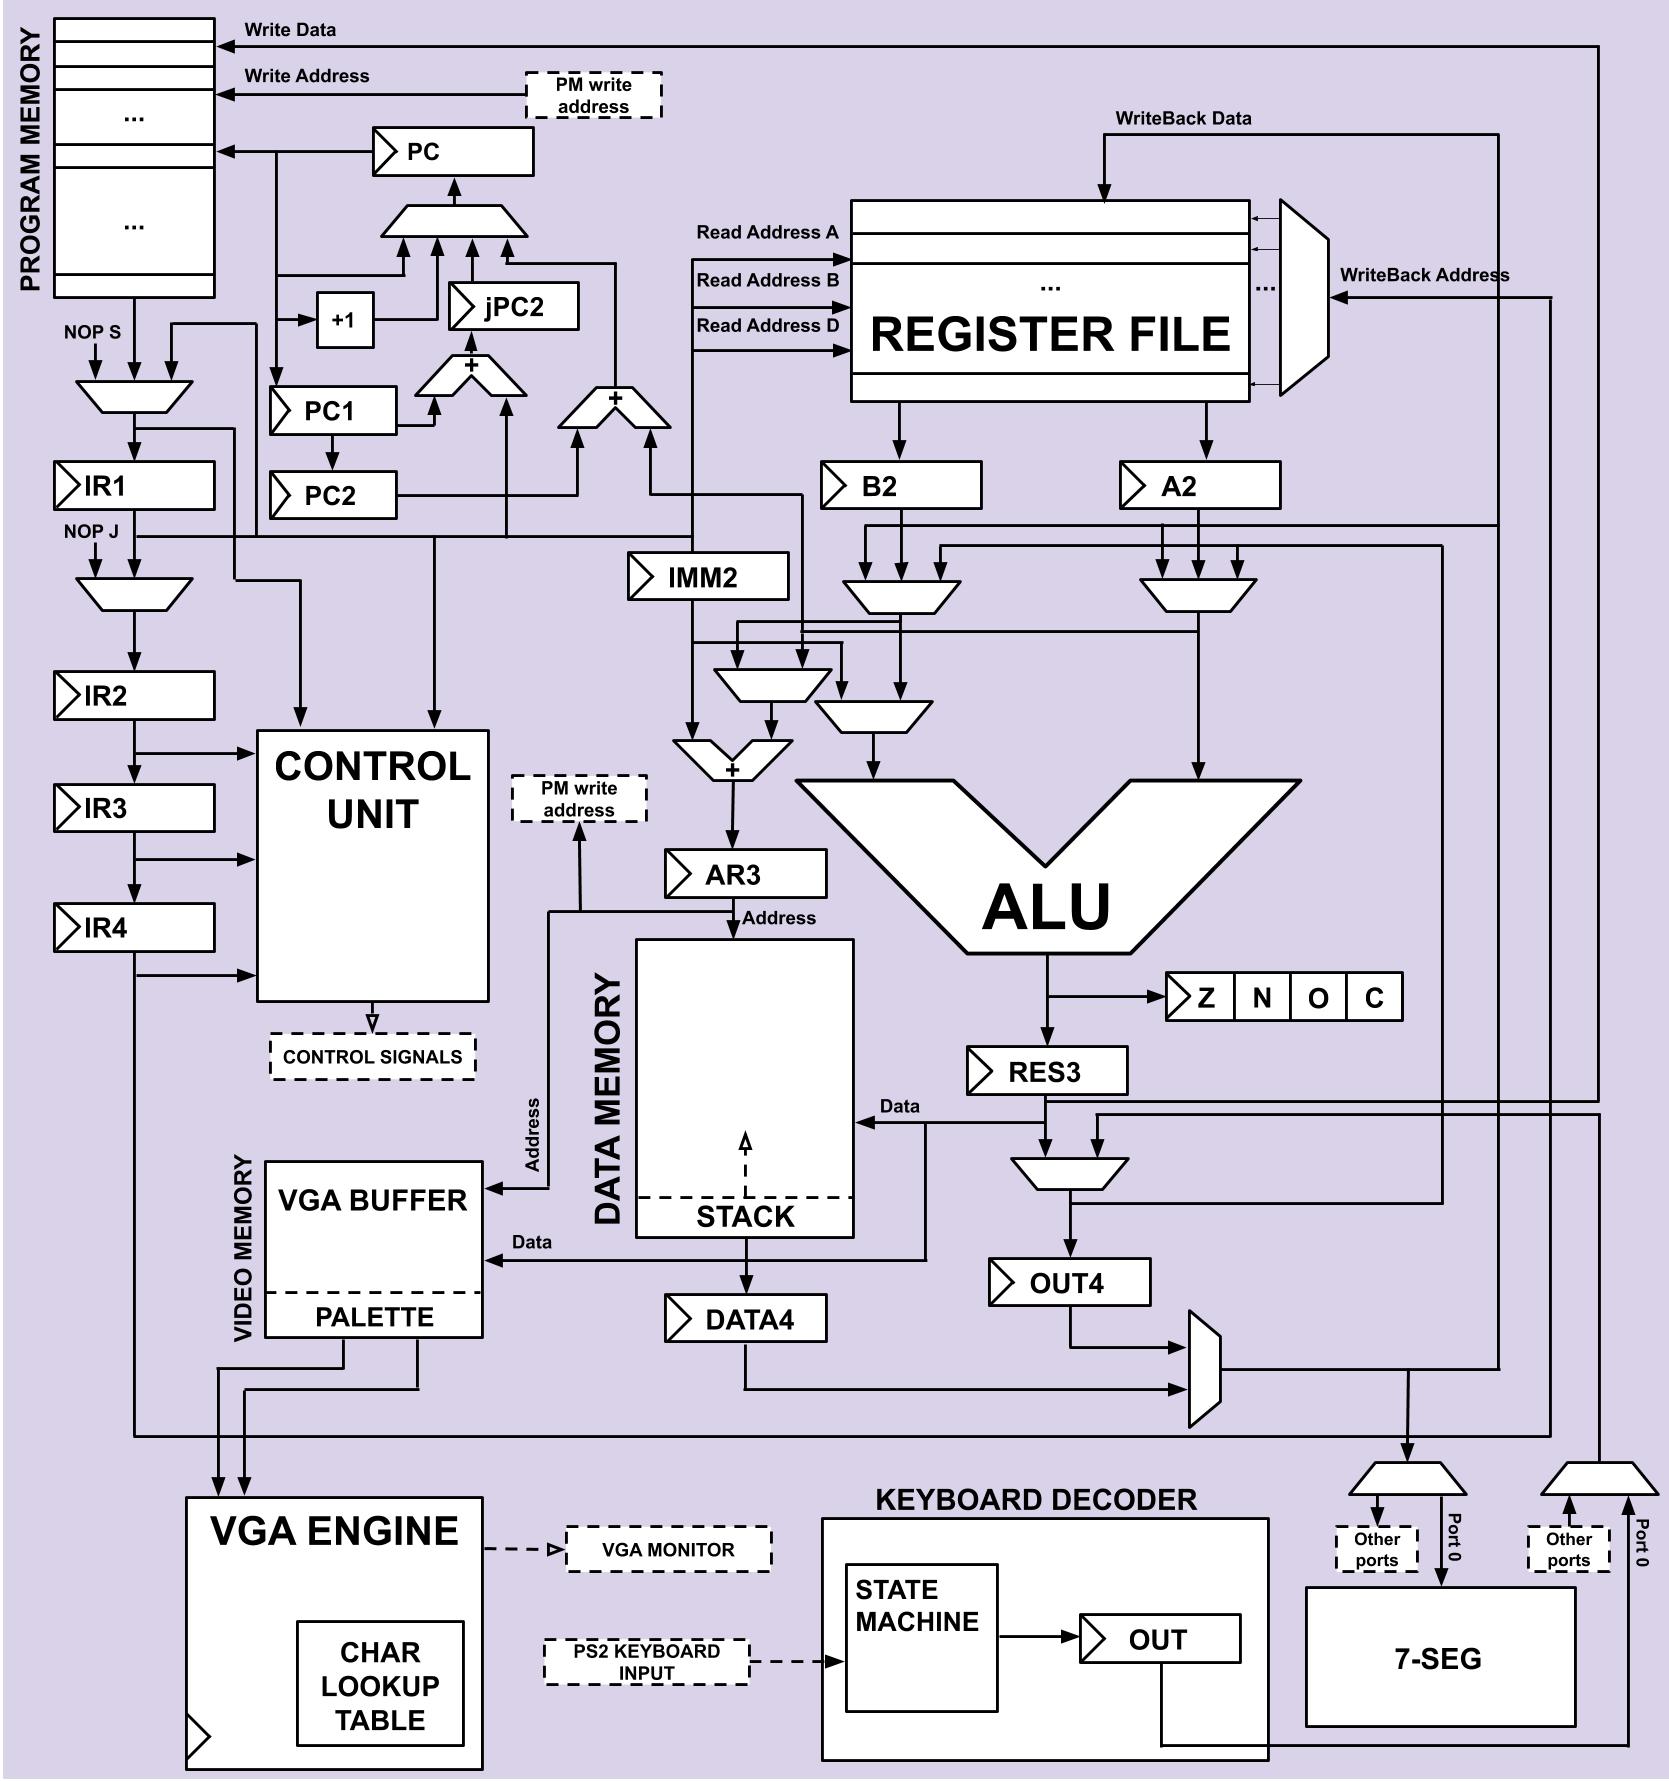 PROGRAM MEMORY
Write Data
Write Address
PM write
address
...
PC
...
WriteBack Data
Read Address A
Read Address B
Read Address D
...
...
WriteBack Address
REGISTER FILE
NOP S
+1
jPC2
+
PC1
+
PC2
IR1
B2
A2
NOP J
IMM2
IR2
CONTROL
UNIT
+
PM write
address
IR3
AR3
ALU
IR4
Address
DATA MEMORY
Z
N
O
C
CONTROL SIGNALS
RES3
Address
Data
VIDEO MEMORY
VGA BUFFER
STACK
Data
OUT4
PALETTE
DATA4
VGA ENGINE
VGA MONITOR
CHAR
LOOKUP
TABLE
KEYBOARD DECODER
PS2 KEYBOARD
INPUT
STATE
MACHINE
OUT
Other
ports
Port 0
Other
ports
Port 0
7-SEG